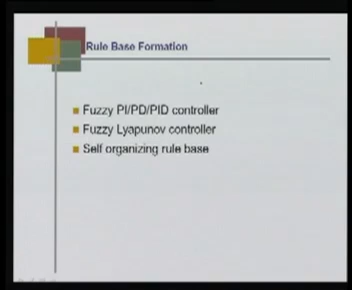 Rule Base Formation
Fuzzy PI/PD/PID controller
Fuzzy Lyapunov controller
Self organizing rule base